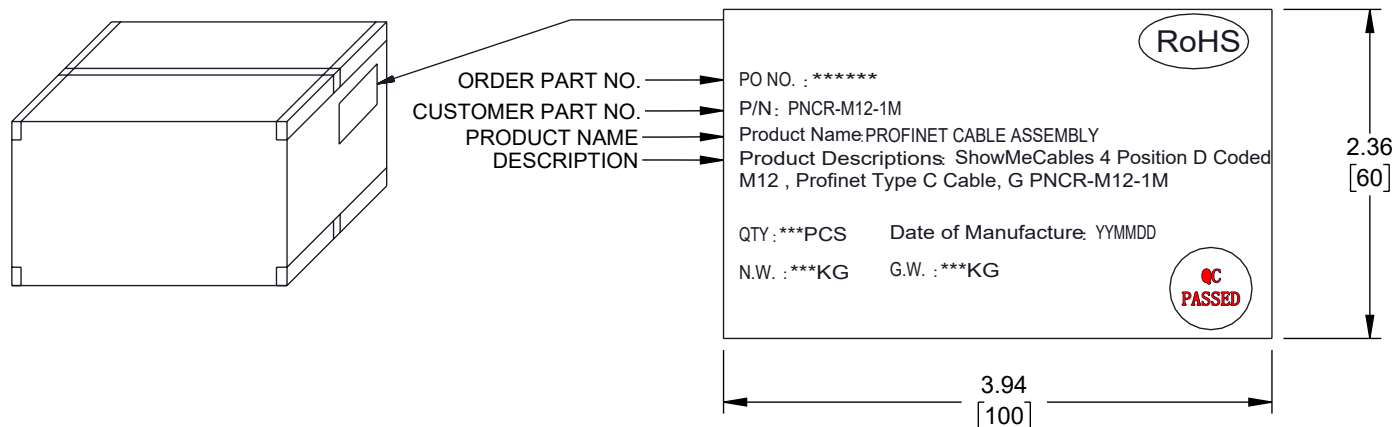 RoHS
ORDER PART NO.
PO NO. : ******
CUSTOMER PART NO.
P/N: PNCR-M12-1M
PRODUCT NAME
Product Name:PROFINET CABLE ASSEMBLY
DESCRIPTION
Product Descriptions: ShowMeCables 4 Position D Coded
M12 , Profinet Type C Cable, G PNCR-M12-1M
QTY : ***PCS Date of Manufacture: YYMMDD
N.W. : ***KG G.W. : ***KG
QC
PASSED
2.36
[60]
3.94
[100]